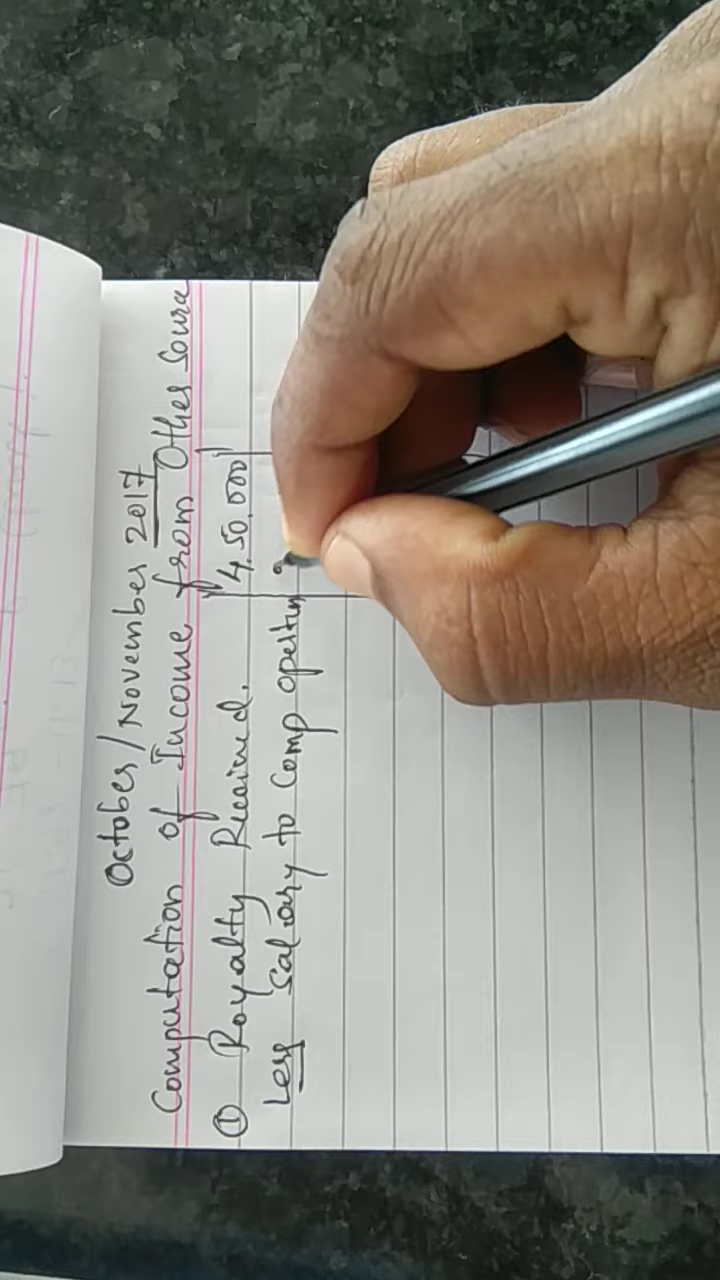 October/November 2017
Computation of Income from Other Source
① Royalty Received. 4,50,000
Less Salary to Comp